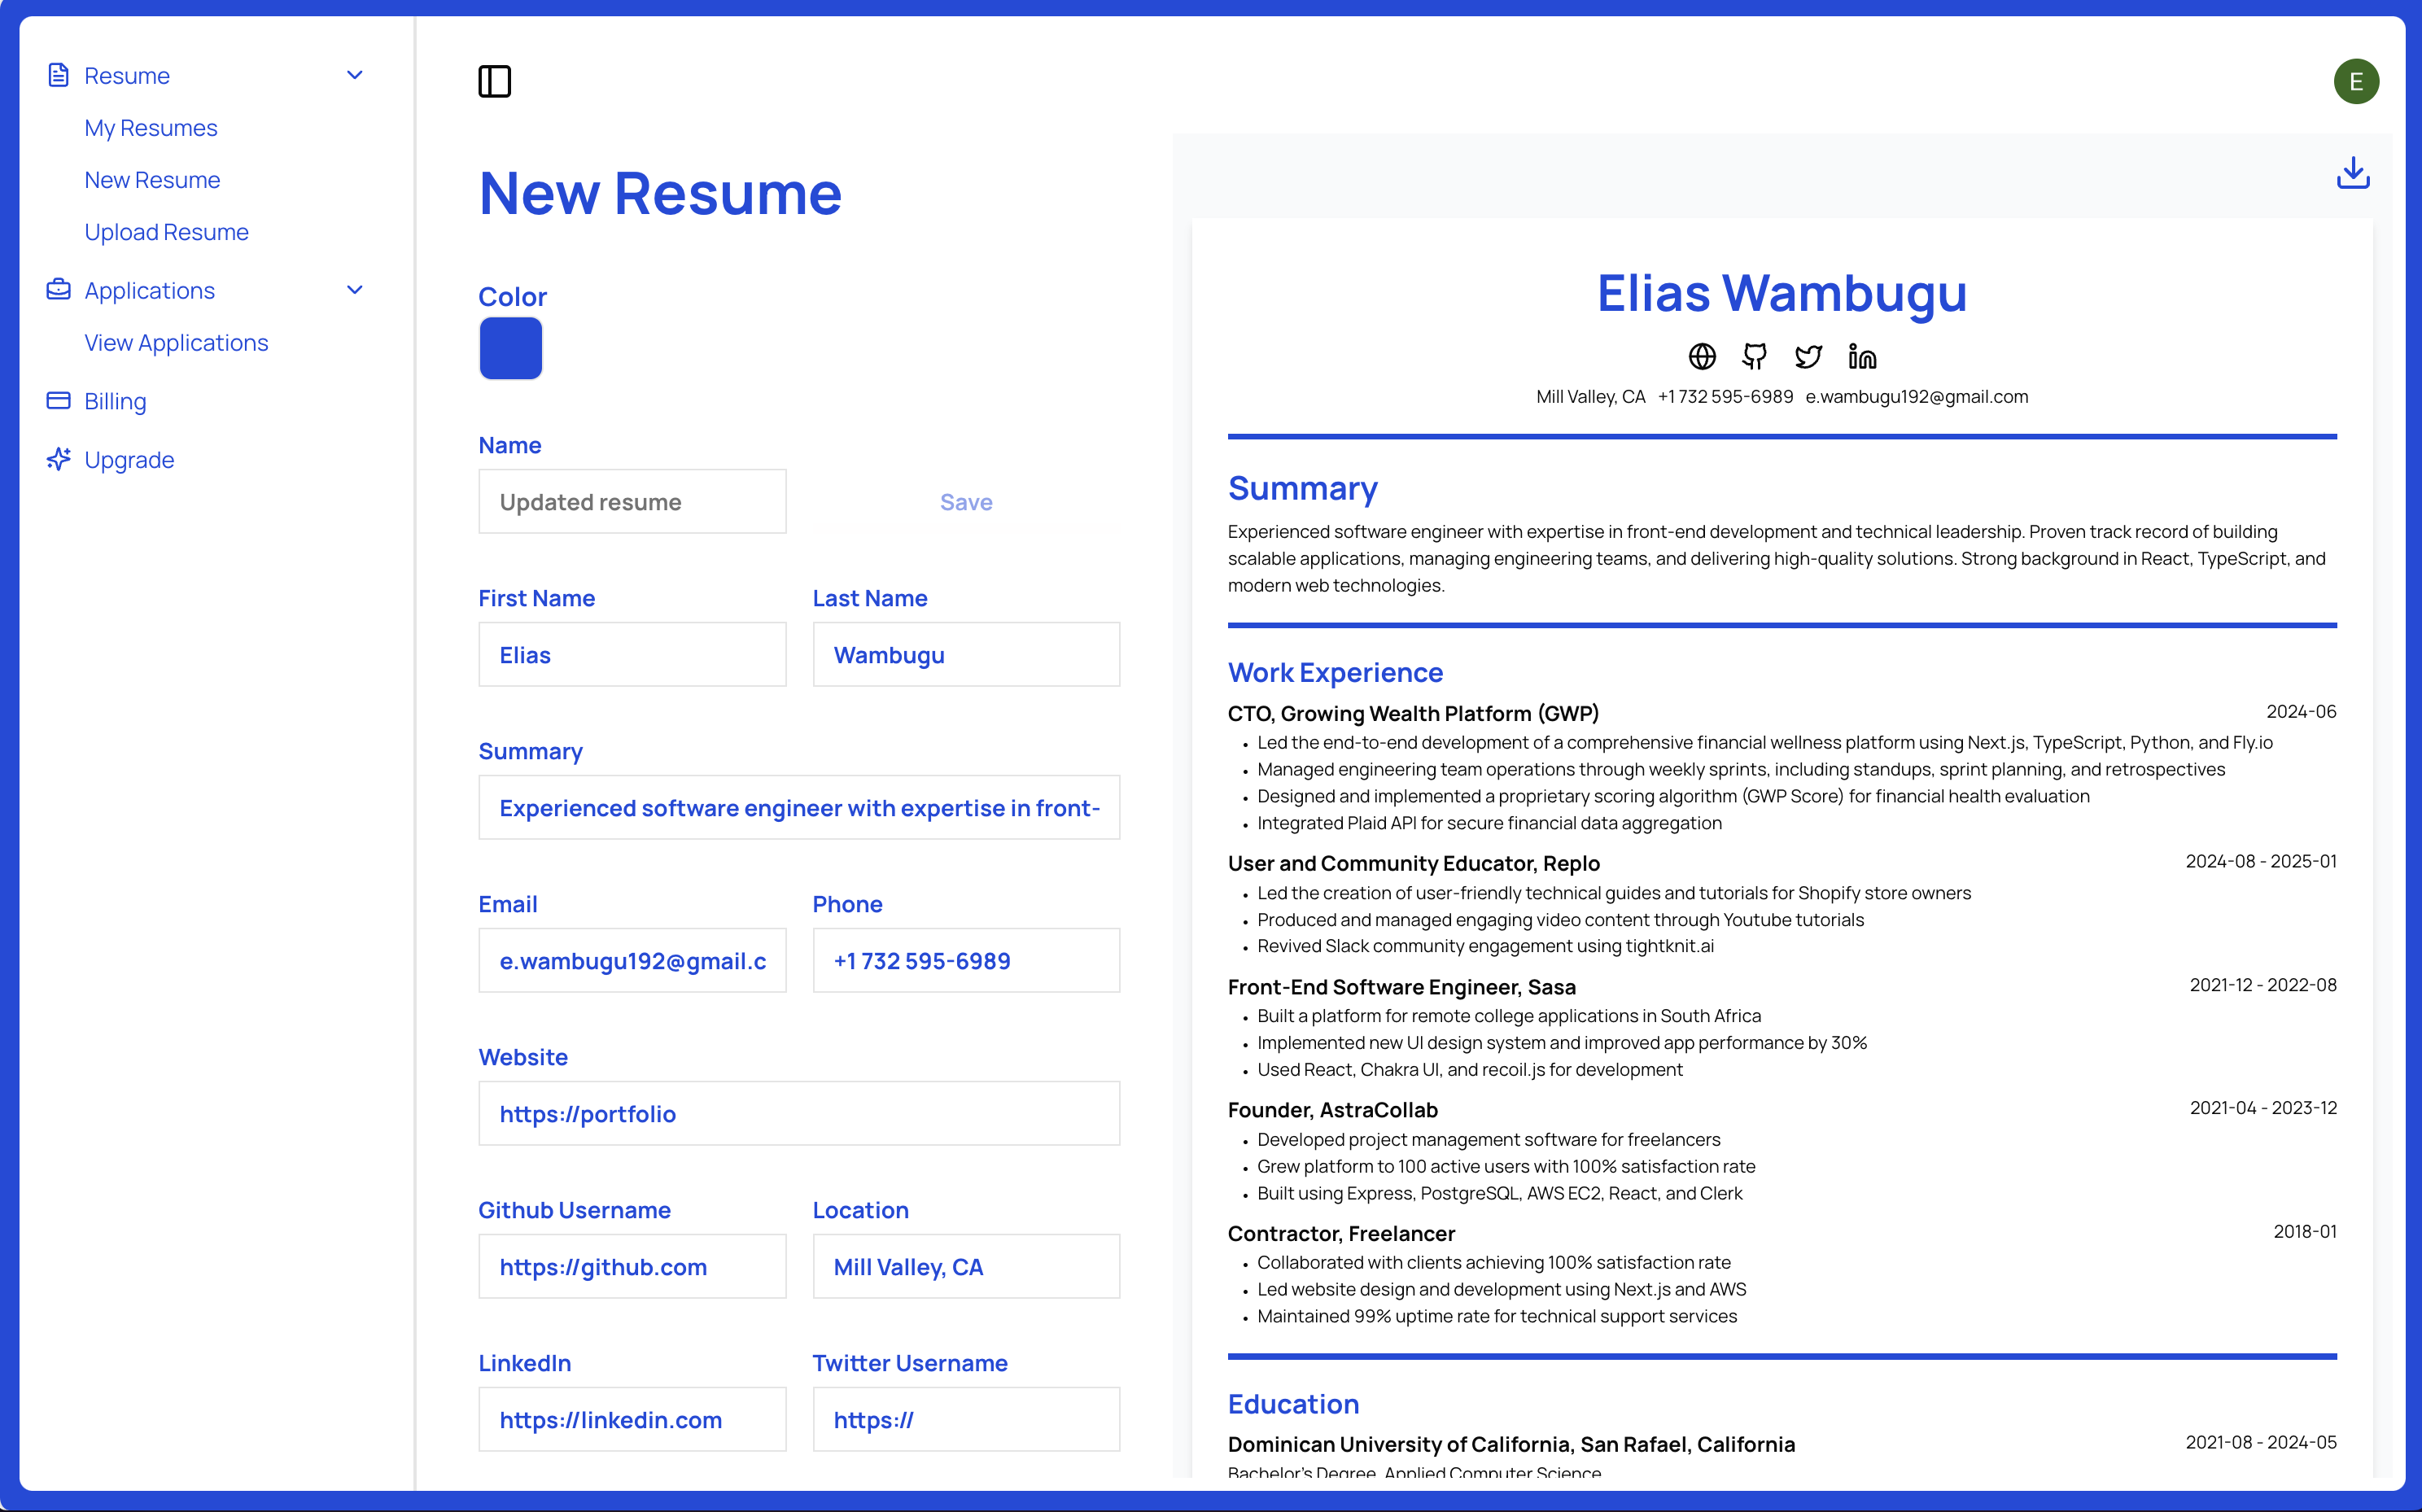 Resume
My Resumes
New Resume
Upload Resume
Applications
View Applications
Billing
Upgrade
E
New Resume
Color
Name
Updated resume
Save
First Name
Last Name
Elias
Wambugu
Summary
Experienced software engineer with expertise in front-
Email
Phone
e.wambugu192@gmail.c
+1 732 595-6989
Website
https://portfolio
Github Username
Location
https://github.com
Mill Valley, CA
LinkedIn
Twitter Username
https://linkedin.com
https://
Elias Wambugu
Mill Valley, CA +1 732 595-6989 e.wambugu192@gmail.com
Summary
Experienced software engineer with expertise in front-end development and technical leadership. Proven track record of building
scalable applications, managing engineering teams, and delivering high-quality solutions. Strong background in React, TypeScript, and
modern web technologies.
Work Experience
CTO, Growing Wealth Platform (GWP) 2024-06
• Led the end-to-end development of a comprehensive financial wellness platform using Next.js, TypeScript, Python, and Fly.io
• Managed engineering team operations through weekly sprints, including standups, sprint planning, and retrospectives
• Designed and implemented a proprietary scoring algorithm (GWP Score) for financial health evaluation
• Integrated Plaid API for secure financial data aggregation
User and Community Educator, Replo 2024-08 - 2025-01
• Led the creation of user-friendly technical guides and tutorials for Shopify store owners
• Produced and managed engaging video content through Youtube tutorials
• Revived Slack community engagement using tightknit.ai
Front-End Software Engineer, Sasa 2021-12 - 2022-08
• Built a platform for remote college applications in South Africa
• Implemented new UI design system and improved app performance by 30%
• Used React, Chakra UI, and recoil.js for development
Founder, AstraCollab 2021-04 - 2023-12
• Developed project management software for freelancers
• Grew platform to 100 active users with 100% satisfaction rate
• Built using Express, PostgreSQL, AWS EC2, React, and Clerk
Contractor, Freelancer 2018-01
• Collaborated with clients achieving 100% satisfaction rate
• Led website design and development using Next.js and AWS
• Maintained 99% uptime rate for technical support services
Education
Dominican University of California, San Rafael, California 2021-08 - 2024-05
Bachelor's Degree, Applied Computer Science